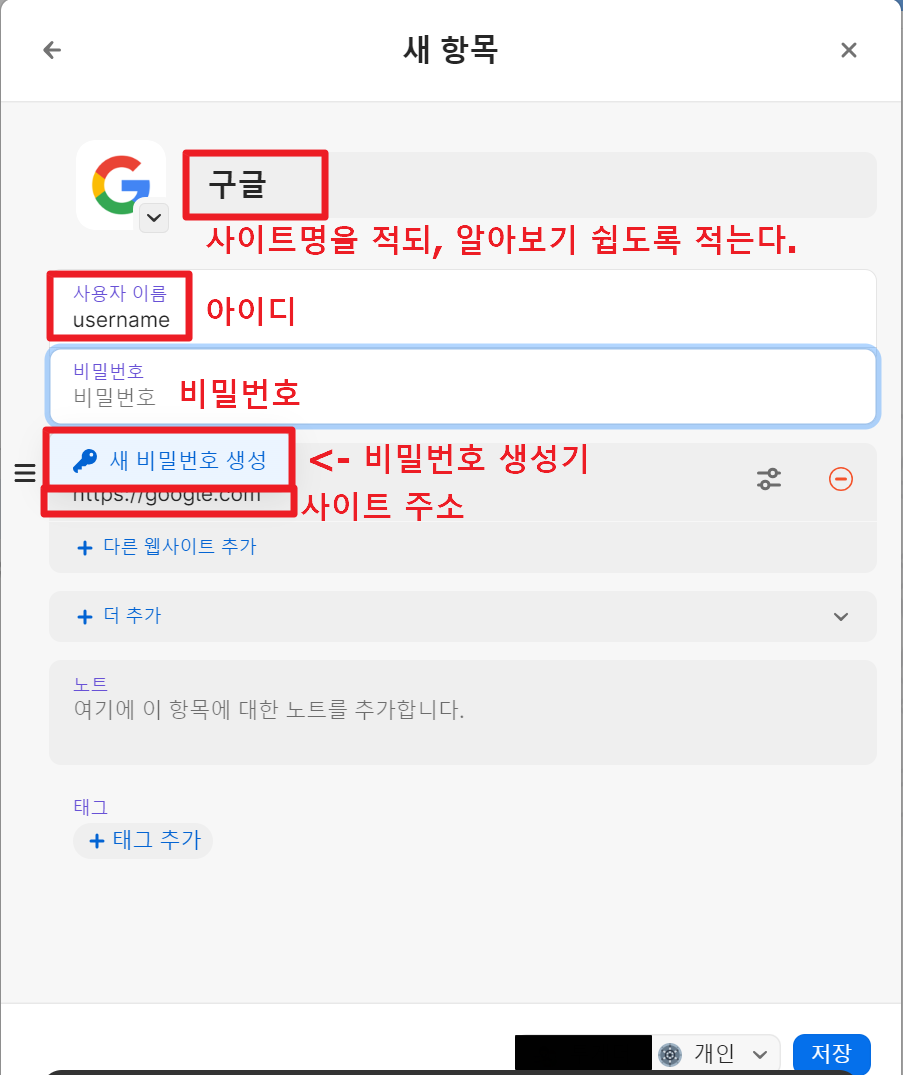 새 항목
구글
사이트명을 적되, 알아보기 쉽도록 적는다.
사용자 이름
username 아이디
비밀번호
비밀번호 비밀번호
새 비밀번호 생성 <- 비밀번호 생성기
https://google.com 사이트 주소
+ 다른 웹사이트 추가
+ 더 추가
노트
여기에 이 항목에 대한 노트를 추가합니다.
태그
+ 태그 추가
개인 저장